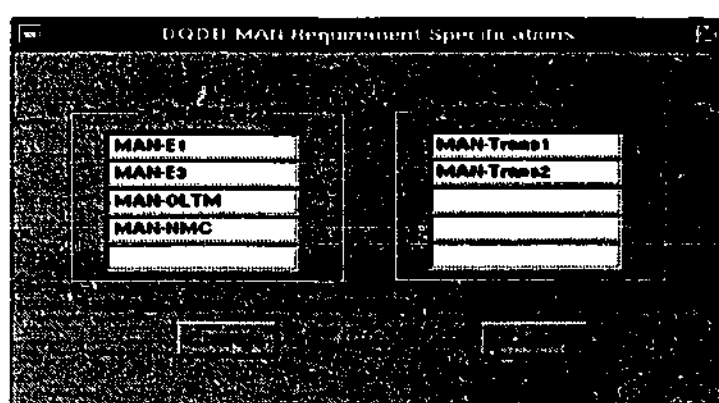 DQDB MAN Requirement Specifications
MAN-E1
MAN-E3
MAN-OLTM
MAN-NMC
MAN-Trans1
MAN-Trans2